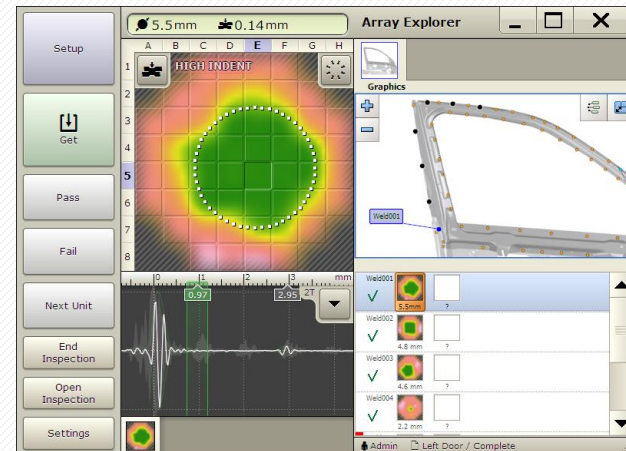 Setup
Get
Pass
Fail
Next Unit
End
Inspection
Open
Inspection
Settings
5.5mm 0.14mm
A B C D E F G H
1
2
3
4
5
6
7
8
HIGH INDENT
0 1 2 3 mm
0.97
2.95
2T
Array Explorer
Graphics
Weld001
Weld001
5.5mm
?
Weld002
4.8 mm
?
Weld003
4.6 mm
?
Weld004
2.2 mm
?
Admin Left Door / Complete